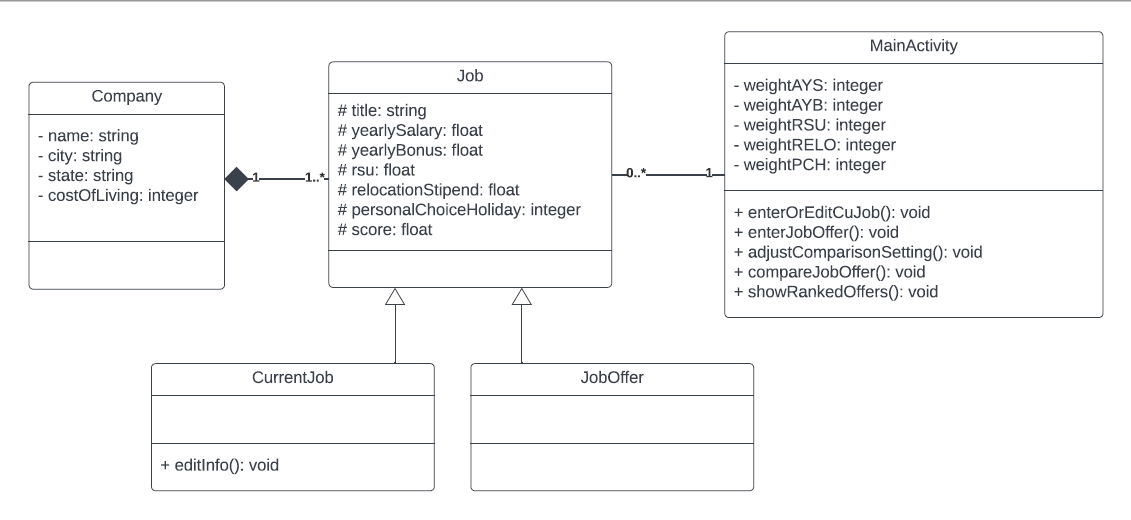 Company
- name: string
- city: string
- state: string
- costOfLiving: integer
1
1..*
Job
# title: string
# yearlySalary: float
# yearlyBonus: float
# rsu: float
# relocationStipend: float
# personalChoiceHoliday: integer
# score: float
0..*
1
MainActivity
- weightAYS: integer
- weightAYB: integer
- weightRSU: integer
- weightRELO: integer
- weightPCH: integer
+ enterOrEditCuJob(): void
+ enterJobOffer(): void
+ adjustComparisonSetting(): void
+ compareJobOffer(): void
+ showRankedOffers(): void
CurrentJob
+ editInfo(): void
JobOffer